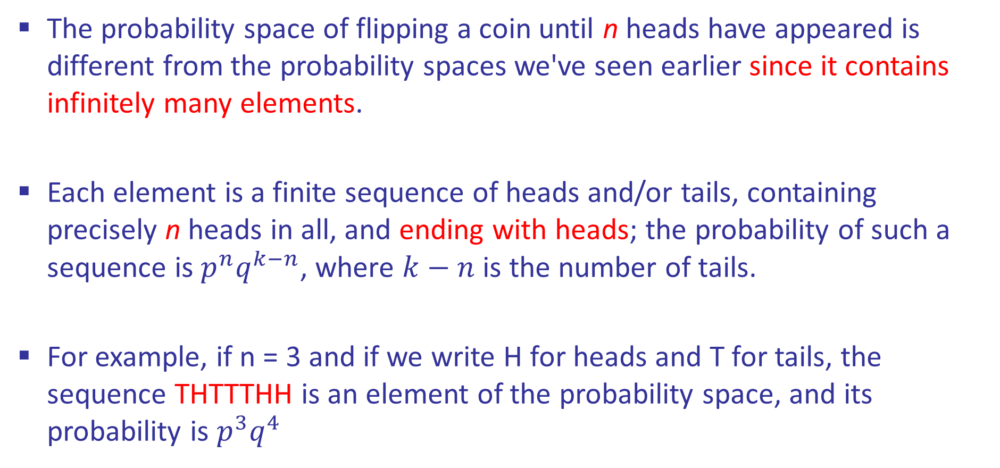 ▪ The probability space of flipping a coin until n heads have appeared is
different from the probability spaces we've seen earlier since it contains
infinitely many elements.
▪ Each element is a finite sequence of heads and/or tails, containing
precisely n heads in all, and ending with heads; the probability of such a
sequence is $p^n q^{k-n}$, where $k - n$ is the number of tails.
▪ For example, if n = 3 and if we write H for heads and T for tails, the
sequence THTTTHH is an element of the probability space, and its
probability is $p^3 q^4$